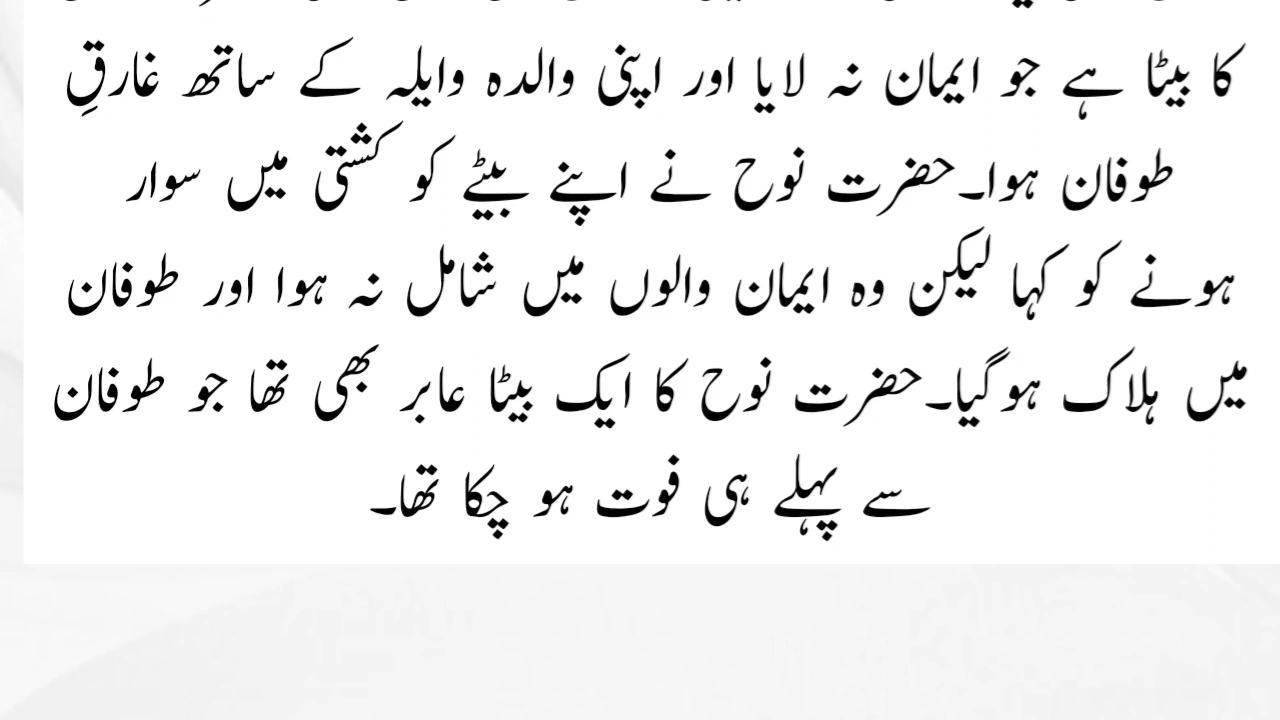 کا بیٹا ہے جو ایمان نہ لایا اور اپنی والدہ وایلہ کے ساتھ غارقِ
طوفان ہوا۔حضرت نوح نے اپنے بیٹے کو کشتی میں سوار
ہونے کو کہا لیکن وہ ایمان والوں میں شامل نہ ہوا اور طوفان
میں ہلاک ہوگیا۔حضرت نوح کا ایک بیٹا عابر بھی تھا جو طوفان
سے پہلے ہی فوت ہو چکا تھا۔